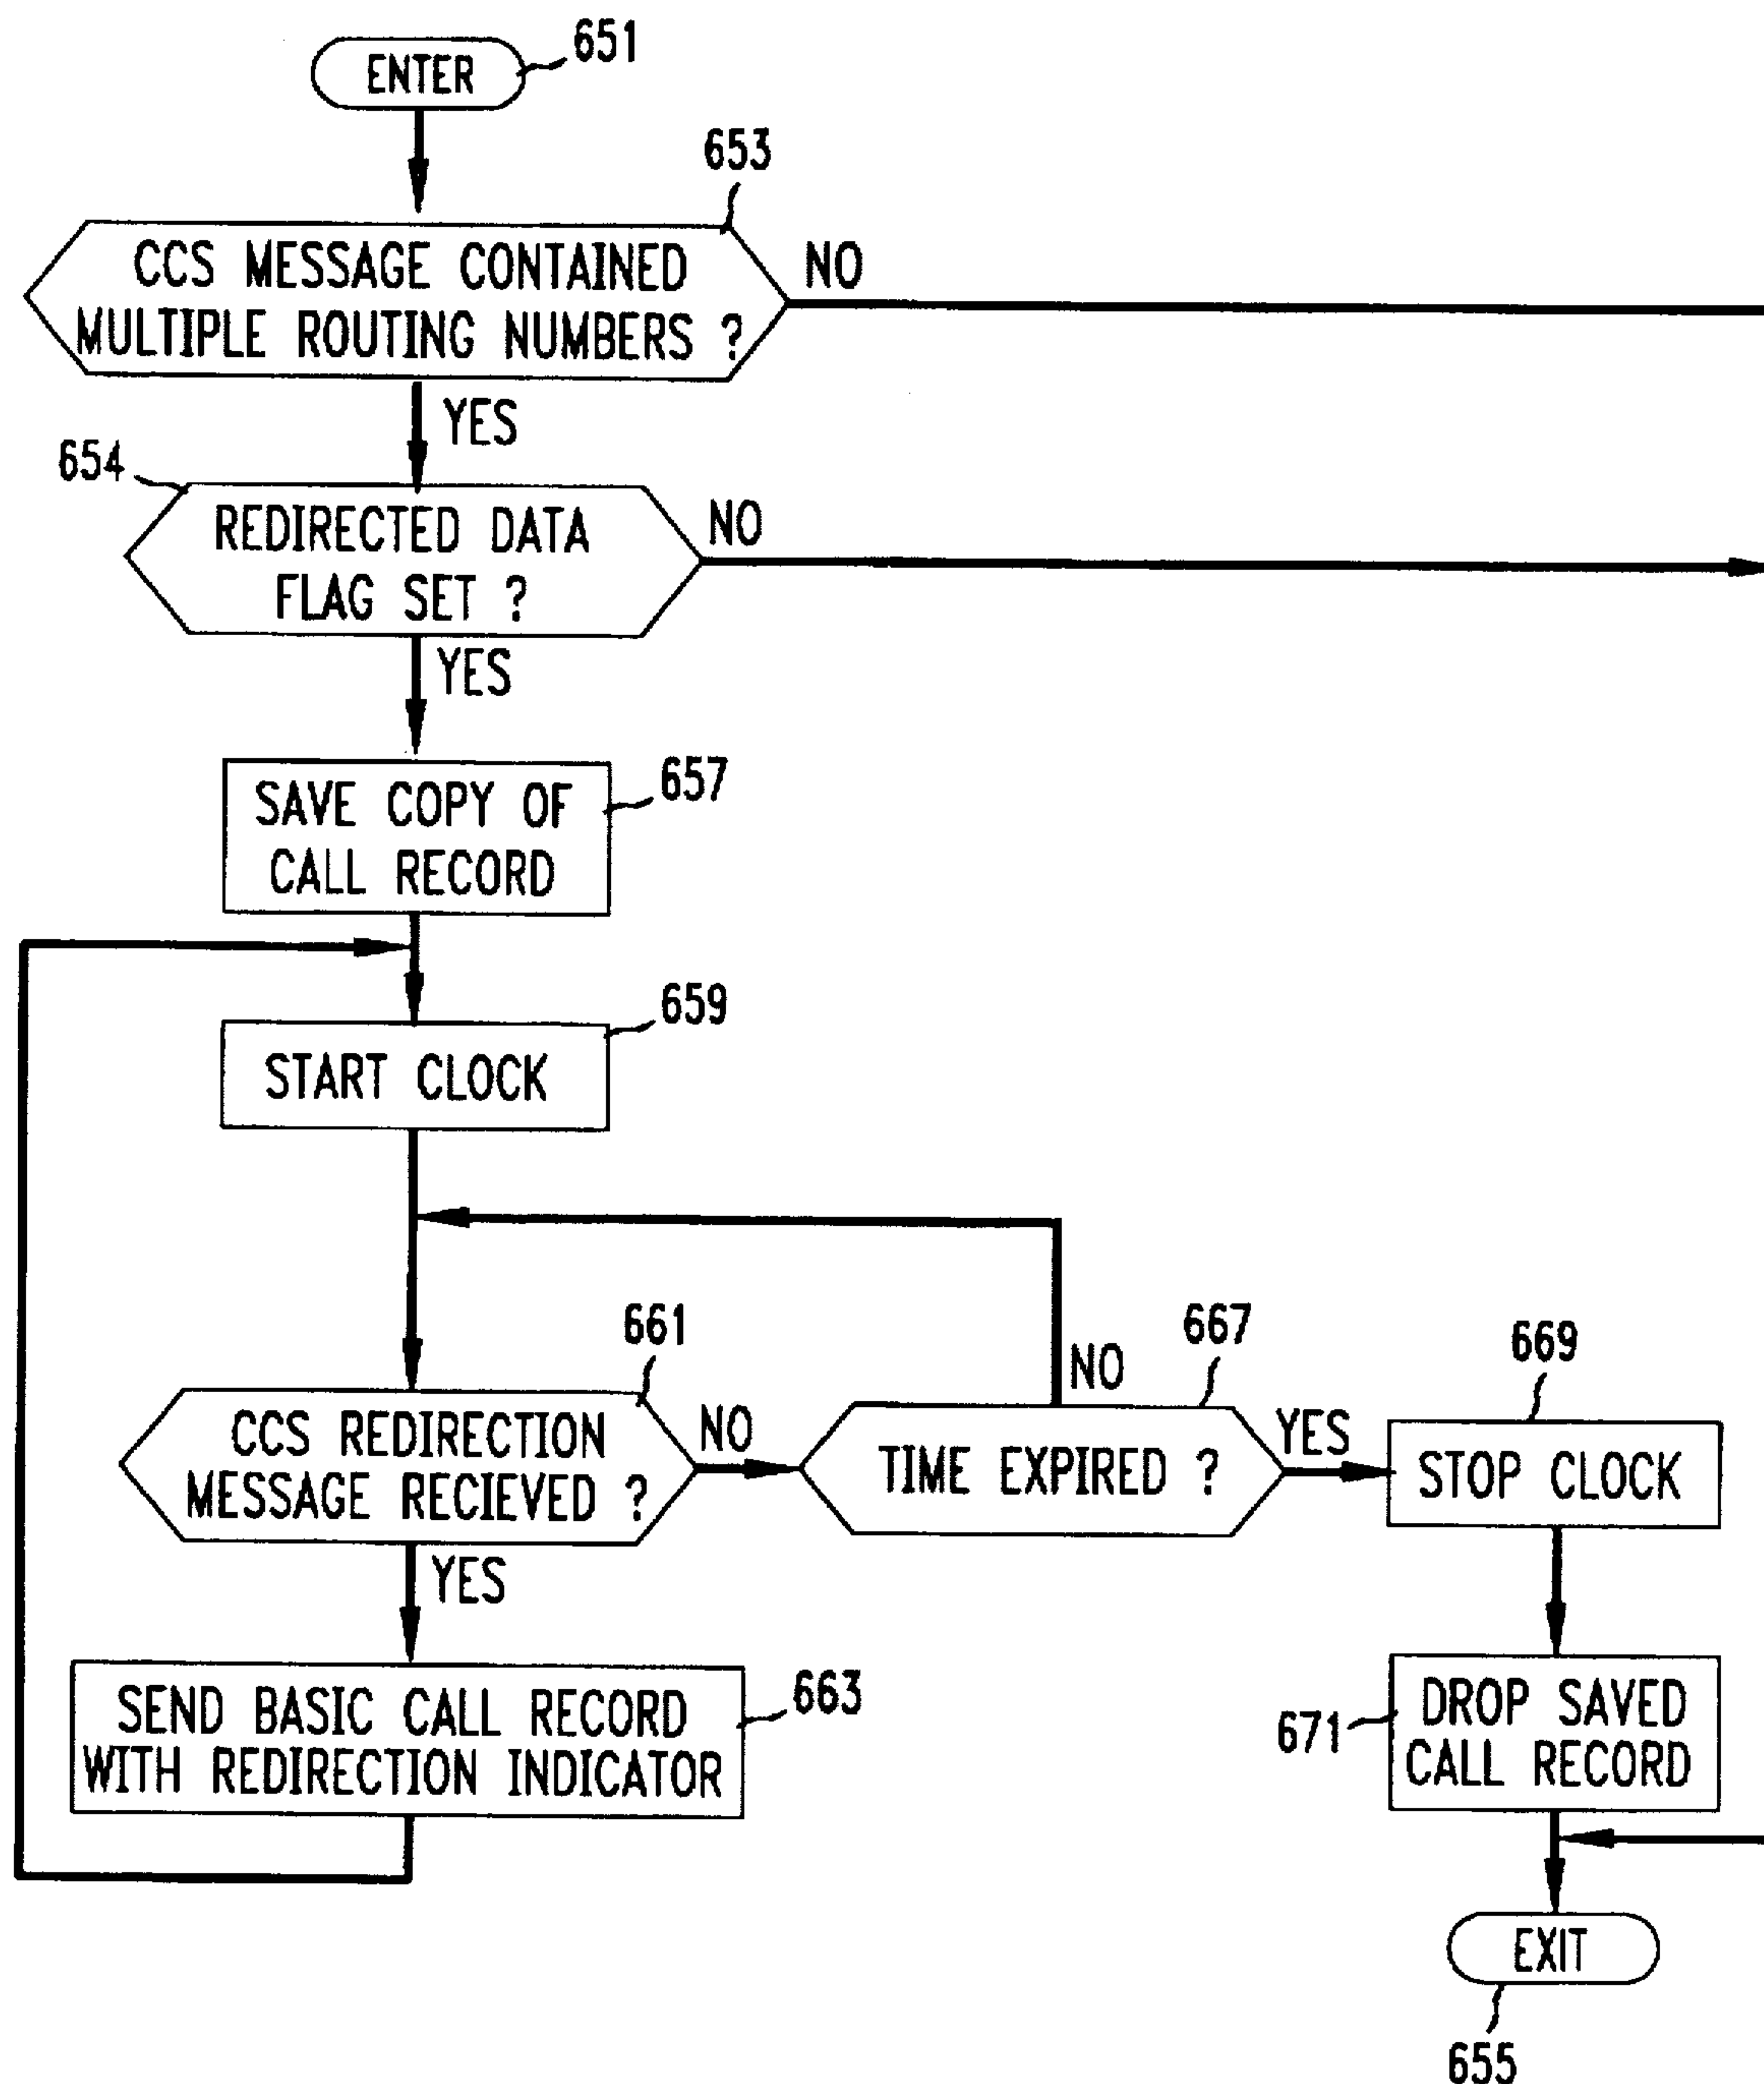 ENTER
651
653
CCS MESSAGE CONTAINED
MULTIPLE ROUTING NUMBERS ?
NO
YES
654
REDIRECTED DATA
FLAG SET ?
NO
YES
657
SAVE COPY OF
CALL RECORD
659
START CLOCK
661
CCS REDIRECTION
MESSAGE RECIEVED ?
NO
YES
667
TIME EXPIRED ?
NO
YES
669
STOP CLOCK
663
SEND BASIC CALL RECORD
WITH REDIRECTION INDICATOR
671
DROP SAVED
CALL RECORD
EXIT
655